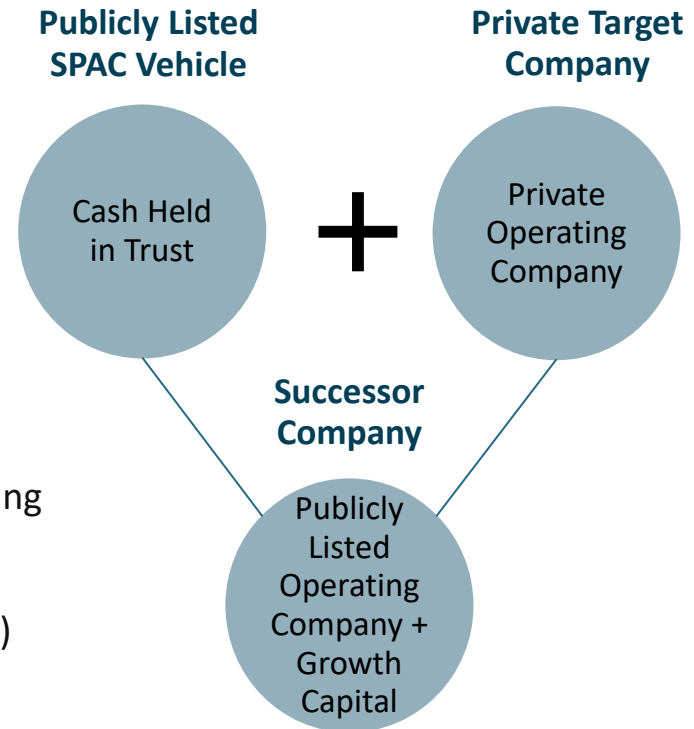 Publicly Listed
SPAC Vehicle
Private Target
Company
Cash Held
in Trust
+
Private
Operating
Company
Successor
Company
ng
)
Publicly
Listed
Operating
Company +
Growth
Capital